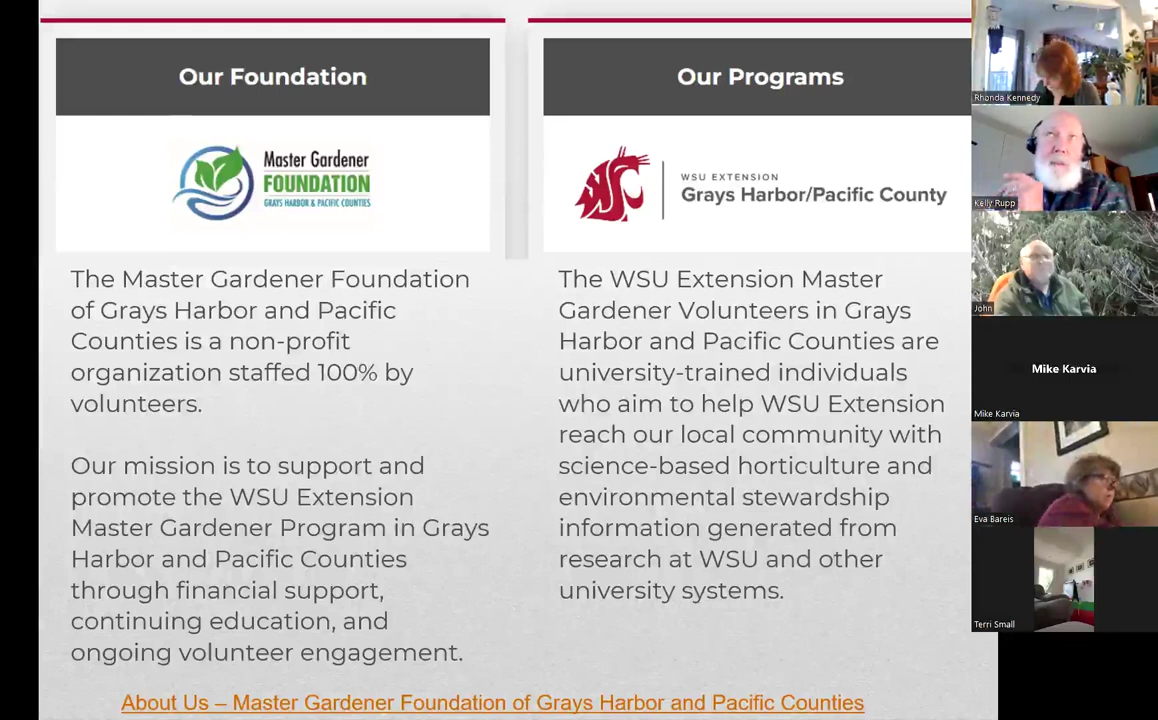 Our Foundation
Master Gardener
FOUNDATION
GRAYS HARBOR & PACIFIC COUNTIES
The Master Gardener Foundation
of Grays Harbor and Pacific
Counties is a non-profit
organization staffed 100% by
volunteers.
Our mission is to support and
promote the WSU Extension
Master Gardener Program in Grays
Harbor and Pacific Counties
through financial support,
continuing education, and
ongoing volunteer engagement.
Our Programs
WSU EXTENSION
Grays Harbor/Pacific County
The WSU Extension Master
Gardener Volunteers in Grays
Harbor and Pacific Counties are
university-trained individuals
who aim to help WSU Extension
reach our local community with
science-based horticulture and
environmental stewardship
information generated from
research at WSU and other
university systems.
About Us – Master Gardener Foundation of Grays Harbor and Pacific Counties
Rhonda Kennedy
Kelly Rupp
John
Mike Karvia
Mike Karvia
Eva Bareis
Terri Small